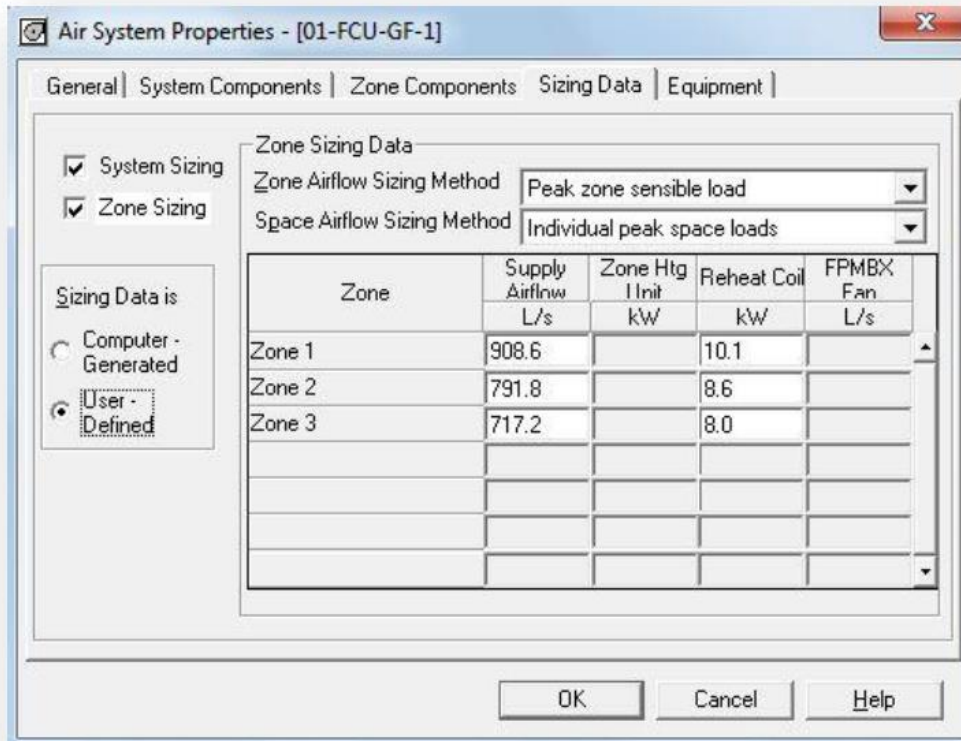 Air System Properties - [01-FCU-GF-1]
General System Components Zone Components Sizing Data Equipment
System Sizing
Zone Sizing
Sizing Data is
Computer -
Generated
User -
Defined
Zone Sizing Data
Zone Airflow Sizing Method Peak zone sensible load
Space Airflow Sizing Method Individual peak space loads
Zone Supply Airflow Zone Htg Unit Reheat Coil FPMBX Fan
L/s kW kW L/s
Zone 1 908.6 10.1
Zone 2 791.8 8.6
Zone 3 717.2 8.0
OK Cancel Help